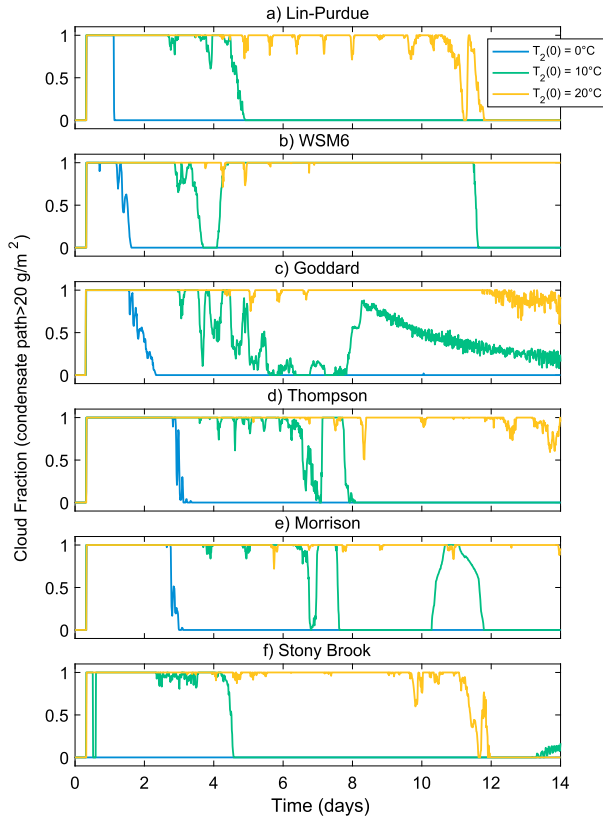 a) Lin-Purdue
1
0.5
0
T2(0) = 0°C
T2(0) = 10°C
T2(0) = 20°C
b) WSM6
1
0.5
0
c) Goddard
1
0.5
0
d) Thompson
1
0.5
0
e) Morrison
1
0.5
0
f) Stony Brook
1
0.5
0
0 2 4 6 8 10 12 14
Time (days)
Cloud Fraction (condensate path>20 g/m²)